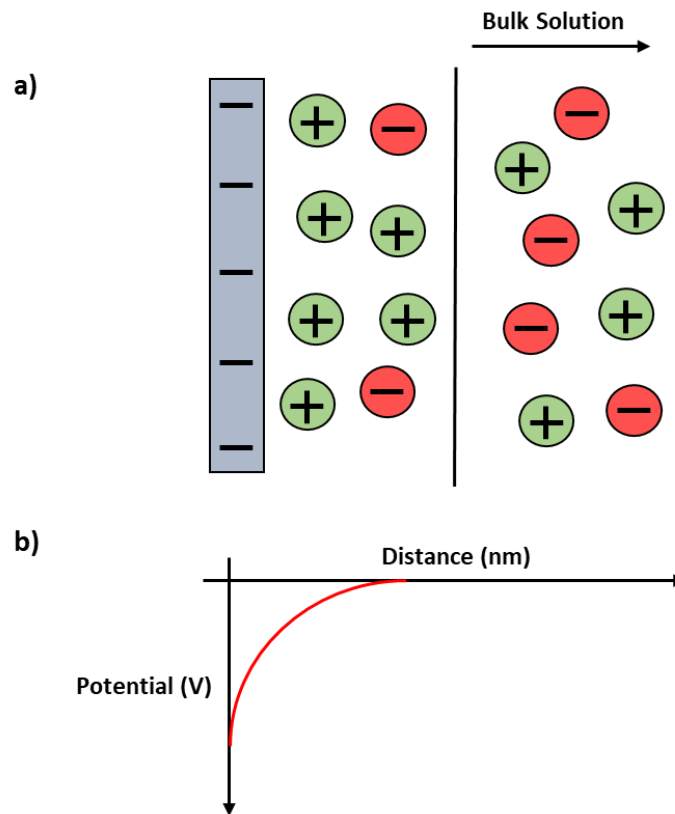 Bulk Solution
a)
b)
Distance (nm)
Potential (V)